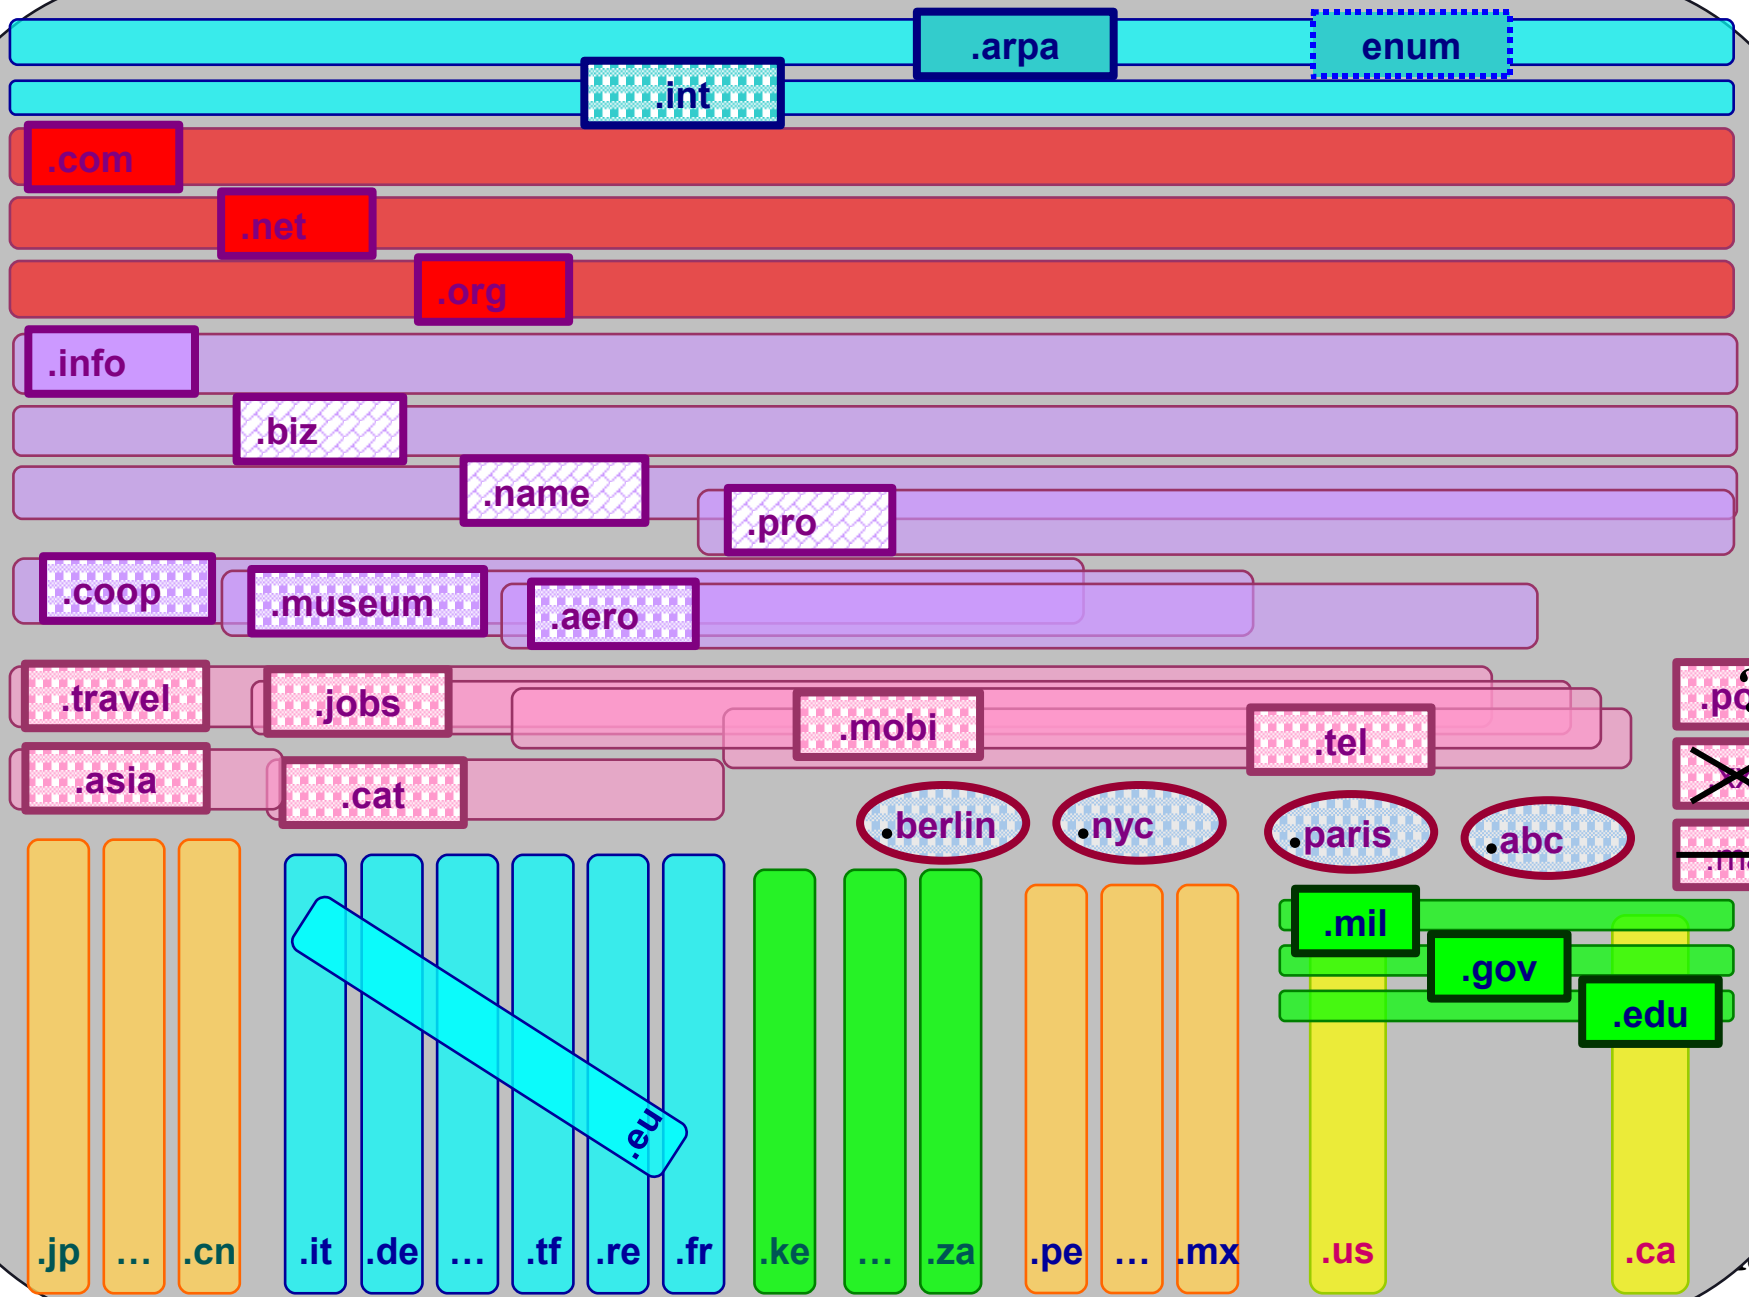 .arpa
enum
.int
.com
.net
.org
.info
.biz
.name
.pro
.coop
.museum
.aero
.travel
.jobs
.mobi
.tel
.asia
.cat
.berlin
.nyc
.paris
.abc
.mil
.gov
.edu
.eu
.jp
…
.cn
.it
.de
…
.tf
.re
.fr
.ke
…
.za
.pe
…
.mx
.us
.ca